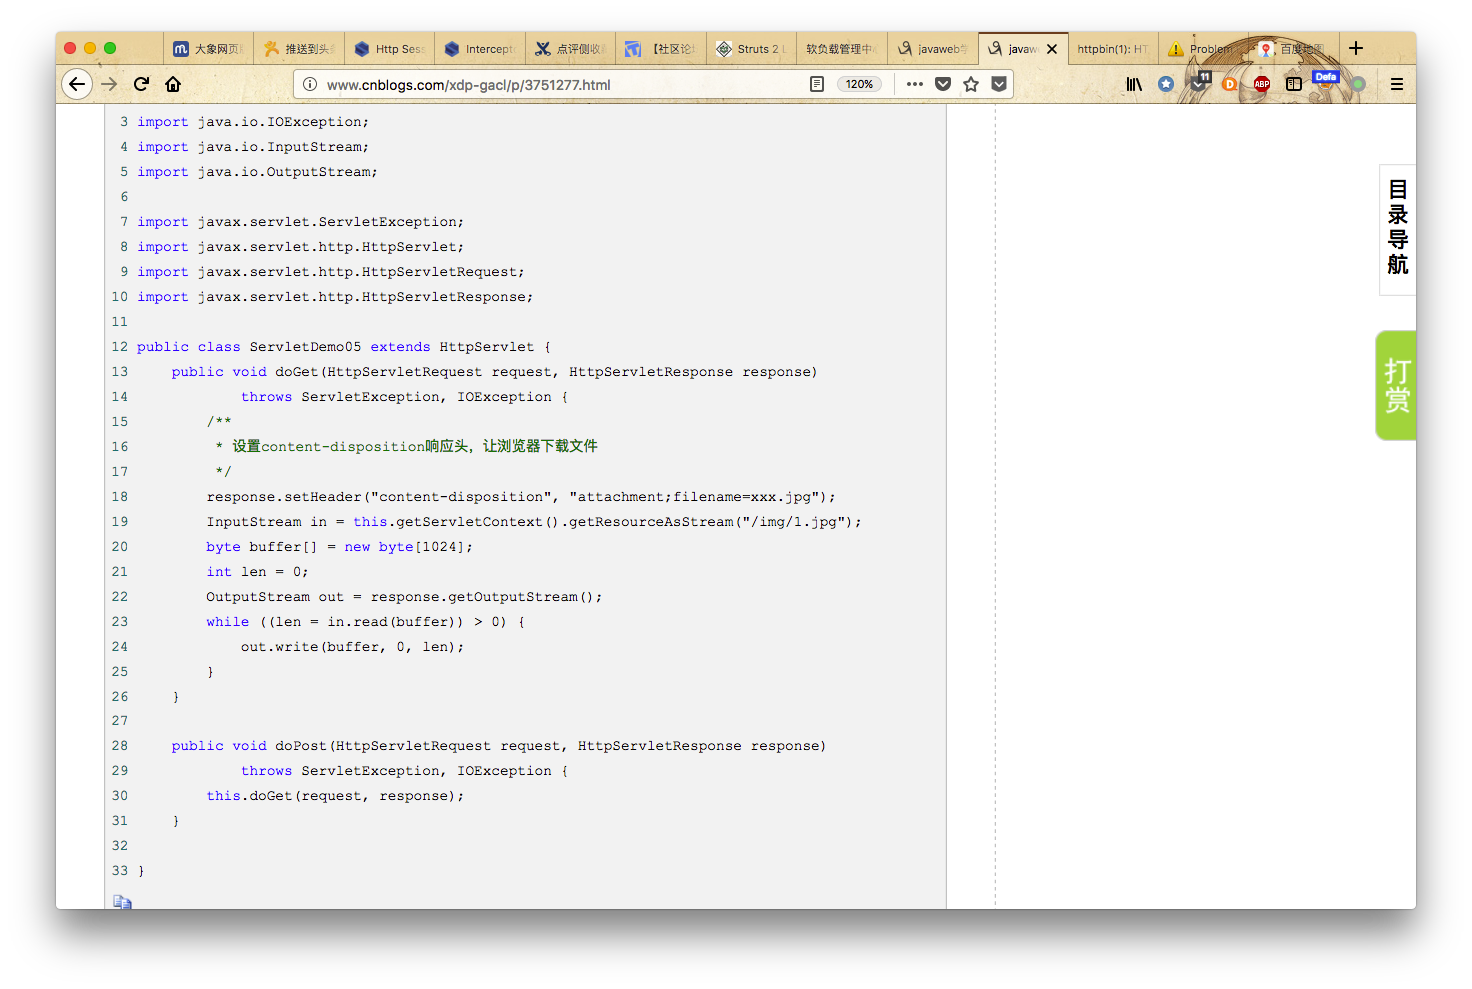 大象网页
推送到头
Http Ses
Intercept
点评侧收
【社区论
Struts 2
软负载管理中
javaweb
javaw
httpbin(1): HT
Problem
百度地图
www.cnblogs.com/xdp-gacl/p/3751277.html
120%
11
D
ABP
Defa
3 import java.io.IOException;
4 import java.io.InputStream;
5 import java.io.OutputStream;
6
7 import javax.servlet.ServletException;
8 import javax.servlet.http.HttpServlet;
9 import javax.servlet.http.HttpServletRequest;
10 import javax.servlet.http.HttpServletResponse;
11
12 public class ServletDemo05 extends HttpServlet {
13     public void doGet(HttpServletRequest request, HttpServletResponse response)
14             throws ServletException, IOException {
15         /**
16          * 设置content-disposition响应头，让浏览器下载文件
17          */
18         response.setHeader("content-disposition", "attachment;filename=xxx.jpg");
19         InputStream in = this.getServletContext().getResourceAsStream("/img/1.jpg");
20         byte buffer[] = new byte[1024];
21         int len = 0;
22         OutputStream out = response.getOutputStream();
23         while ((len = in.read(buffer)) > 0) {
24             out.write(buffer, 0, len);
25         }
26     }
27
28     public void doPost(HttpServletRequest request, HttpServletResponse response)
29             throws ServletException, IOException {
30         this.doGet(request, response);
31     }
32
33 }
目录导航
打赏